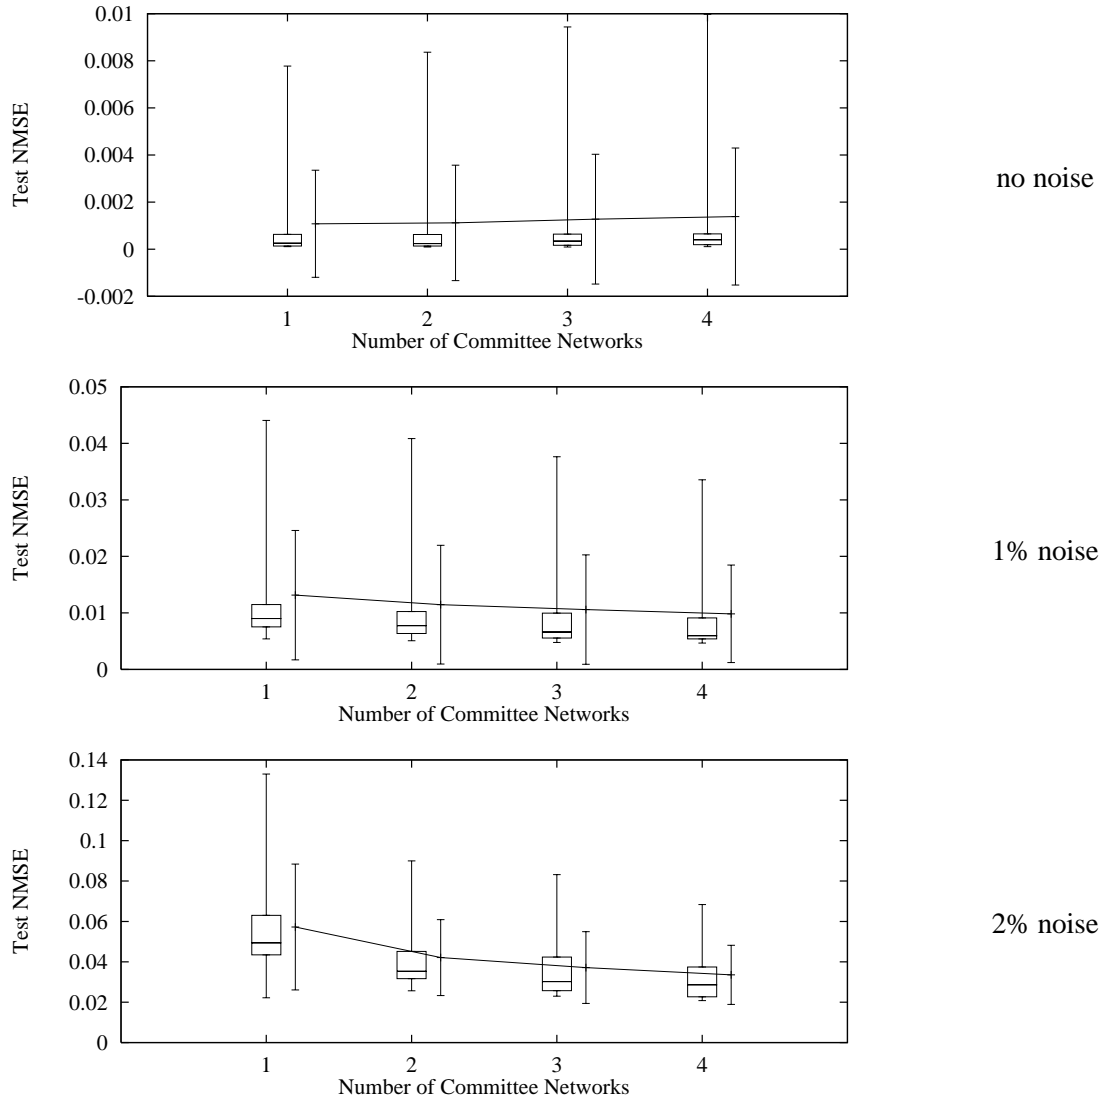 0.01
0.008
0.006
0.004
0.002
0
-0.002
Test NMSE
1 2 3 4
Number of Committee Networks
no noise
0.05
0.04
0.03
0.02
0.01
0
Test NMSE
1 2 3 4
Number of Committee Networks
1% noise
0.14
0.12
0.1
0.08
0.06
0.04
0.02
0
Test NMSE
1 2 3 4
Number of Committee Networks
2% noise